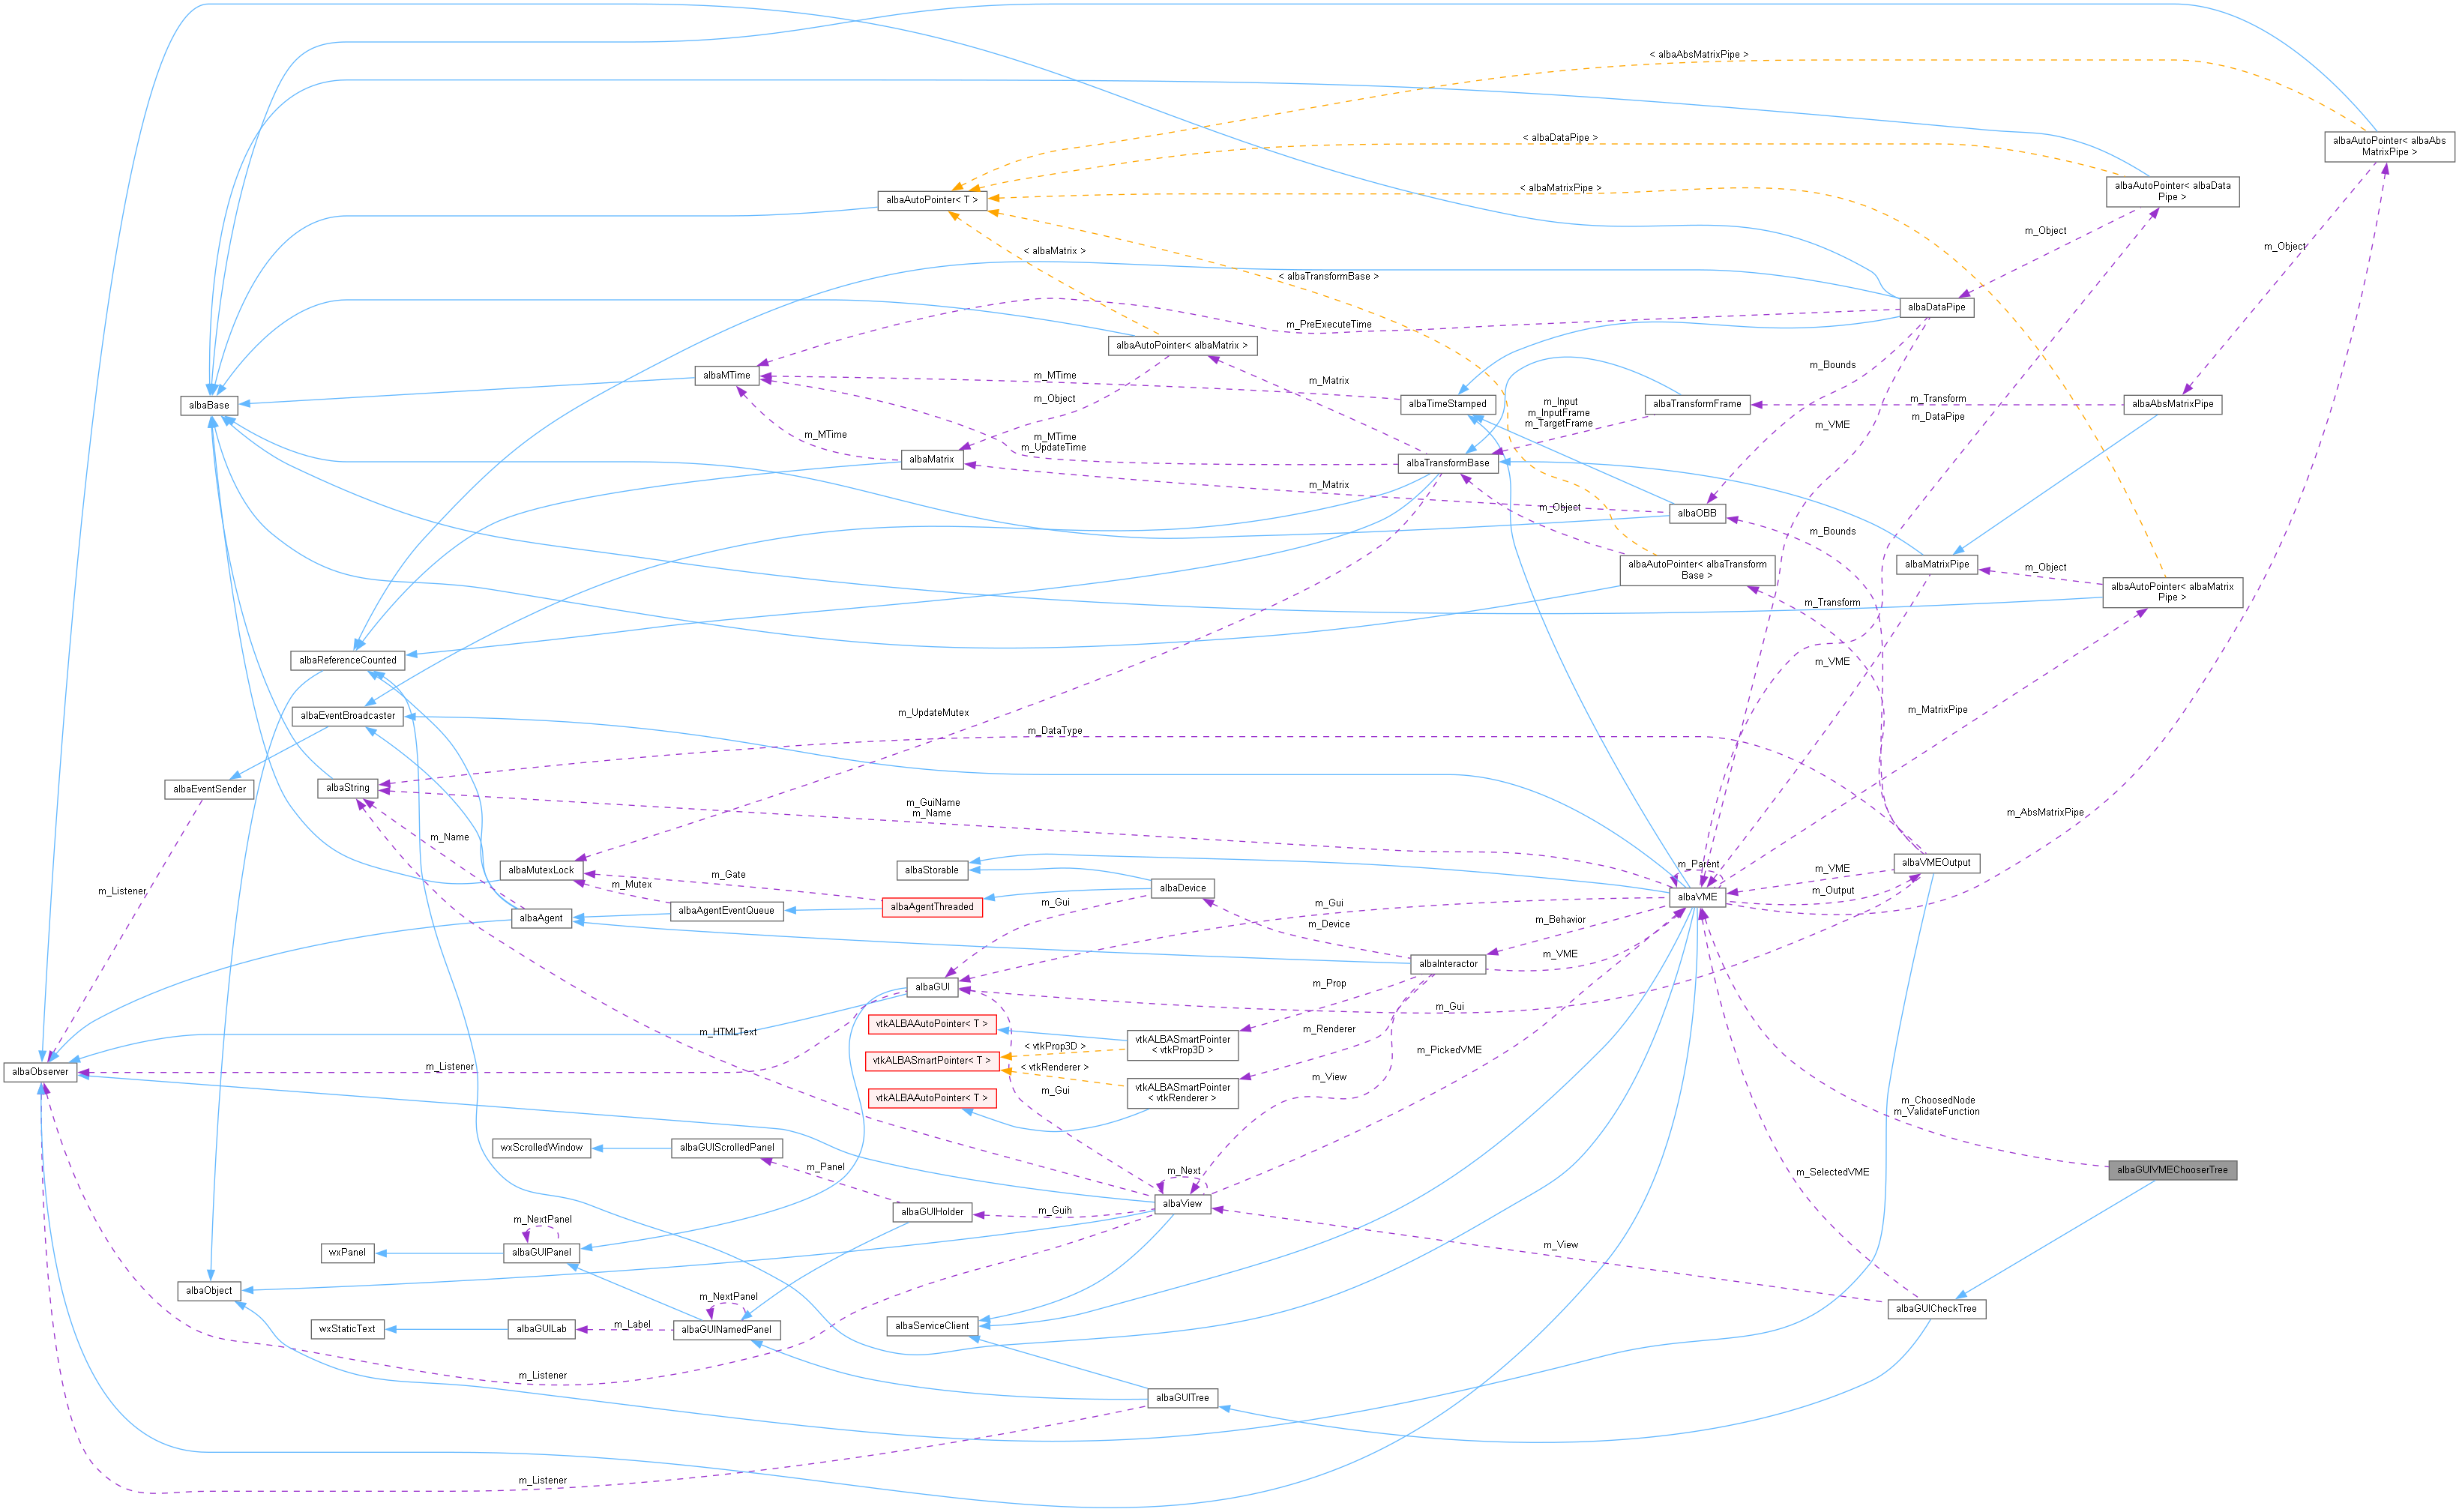 < albaAbsMatrixPipe >
< albaDataPipe >
albaAutoPointer< albaAbs
MatrixPipe >
albaAutoPointer< T >
< albaMatrixPipe >
albaAutoPointer< albaData
Pipe >
m_Object
m_Object
< albaMatrix >
< albaTransformBase >
albaDataPipe
m_PreExecuteTime
albaAutoPointer< albaMatrix >
albaMTime
m_MTime
m_Matrix
m_Bounds
albaBase
m_Object
albaTimeStamped
m_Input
m_InputFrame
m_TargetFrame
albaTransformFrame
m_Transform
albaAbsMatrixPipe
m_DataPipe
m_VME
m_MTime
m_MTime
m_UpdateTime
albaMatrix
albaTransformBase
m_Matrix
m_Object
albaOBB
m_Bounds
albaAutoPointer< albaTransform
Base >
albaMatrixPipe
m_Object
albaAutoPointer< albaMatrix
Pipe >
m_Transform
albaReferenceCounted
m_VME
albaEventBroadcaster
m_UpdateMutex
m_MatrixPipe
m_DataType
albaEventSender
albaString
m_GuiName
m_Name
m_AbsMatrixPipe
m_Name
albaMutexLock
m_Gate
albaStorable
m_Parent
m_VME
albaVMEOutput
m_Listener
m_Mutex
albaAgentEventQueue
albaAgentThreaded
albaDevice
m_Gui
m_Gui
albaVME
m_Output
albaAgent
m_Device
m_Behavior
m_VME
albaInteractor
albaGUI
m_Prop
m_Gui
vtkALBAAutoPointer< T >
m_HTMLText
vtkALBASmartPointer
< vtkProp3D >
m_Renderer
< vtkProp3D >
m_PickedVME
vtkALBASmartPointer< T >
< vtkRenderer >
albaObserver
m_Listener
m_View
m_Gui
vtkALBASmartPointer
< vtkRenderer >
vtkALBAAutoPointer< T >
m_ChoosedNode
m_ValidateFunction
wxScrolledWindow
albaGUIScrolledPanel
m_Panel
m_Next
m_SelectedVME
albaGUIVMEChooserTree
albaGUIHolder
m_Guih
albaView
m_NextPanel
wxPanel
albaGUIPanel
m_View
albaObject
m_NextPanel
albaGUICheckTree
wxStaticText
albaGUILab
m_Label
albaGUINamedPanel
albaServiceClient
m_Listener
albaGUITree
m_Listener